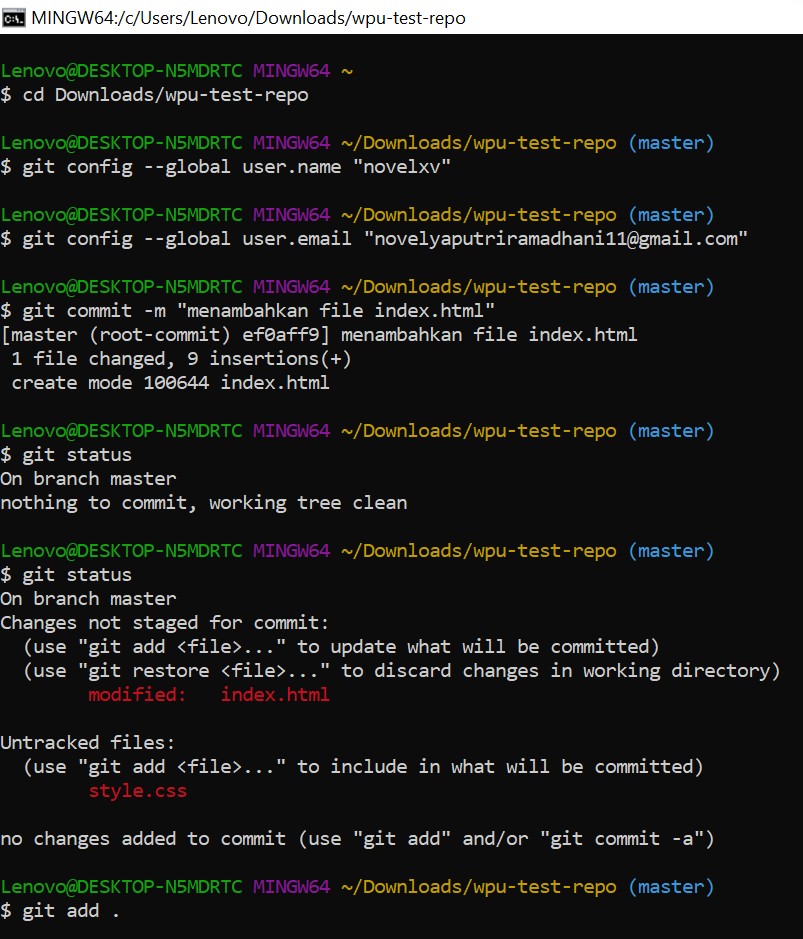 MINGW64:/c/Users/Lenovo/Downloads/wpu-test-repo
Lenovo@DESKTOP-N5MDRTC MINGW64 ~
$ cd Downloads/wpu-test-repo
Lenovo@DESKTOP-N5MDRTC MINGW64 ~/Downloads/wpu-test-repo (master)
$ git config --global user.name "novelxv"
Lenovo@DESKTOP-N5MDRTC MINGW64 ~/Downloads/wpu-test-repo (master)
$ git config --global user.email "novelyaputriramadhani11@gmail.com"
Lenovo@DESKTOP-N5MDRTC MINGW64 ~/Downloads/wpu-test-repo (master)
$ git commit -m "menambahkan file index.html"
[master (root-commit) ef0aff9] menambahkan file index.html
 1 file changed, 9 insertions(+)
 create mode 100644 index.html
Lenovo@DESKTOP-N5MDRTC MINGW64 ~/Downloads/wpu-test-repo (master)
$ git status
On branch master
nothing to commit, working tree clean
Lenovo@DESKTOP-N5MDRTC MINGW64 ~/Downloads/wpu-test-repo (master)
$ git status
On branch master
Changes not staged for commit:
  (use "git add <file>..." to update what will be committed)
  (use "git restore <file>..." to discard changes in working directory)
        modified:   index.html
Untracked files:
  (use "git add <file>..." to include in what will be committed)
        style.css
no changes added to commit (use "git add" and/or "git commit -a")
Lenovo@DESKTOP-N5MDRTC MINGW64 ~/Downloads/wpu-test-repo (master)
$ git add .